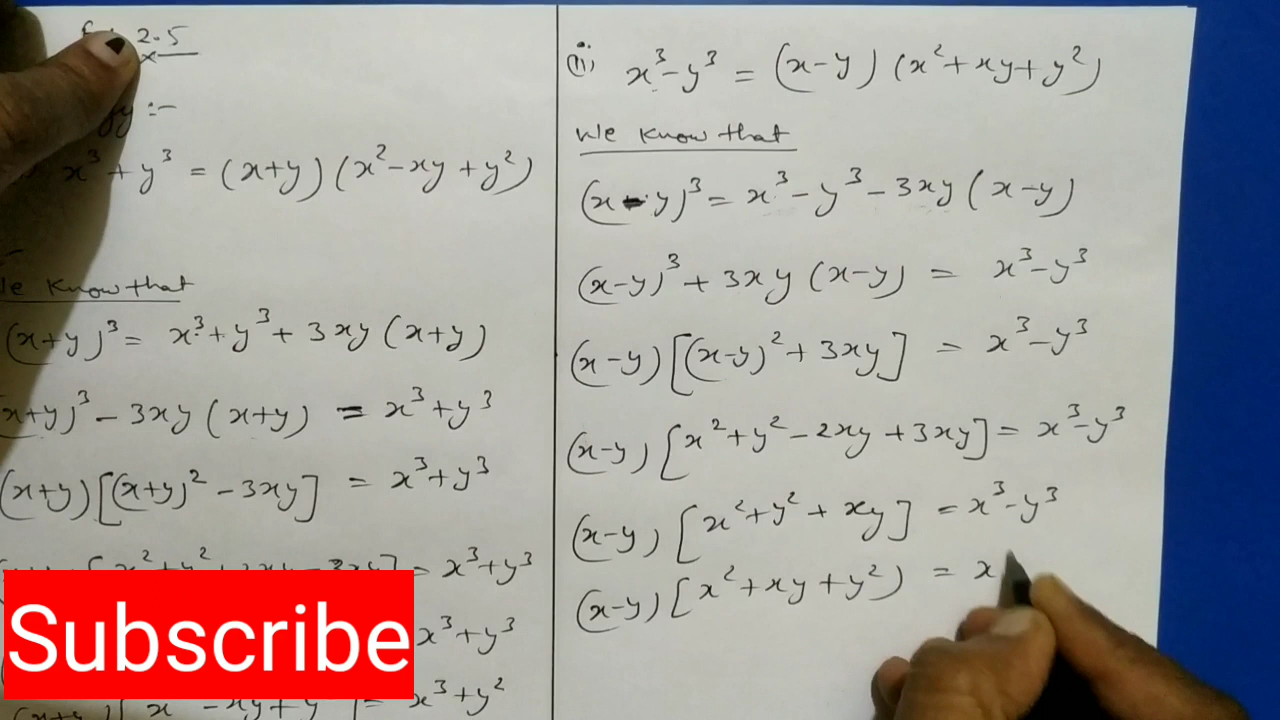 2.5
x³ + y³ = (x+y) (x² - xy + y²)
We know that
(x+y)³ = x³ + y³ + 3xy (x+y)
(x+y)³ - 3xy (x+y) = x³ + y³
(x+y) [(x+y)² - 3xy] = x³ + y³
= x³ + y³
x³ + y³
= x³ + y²
(ii) x³ - y³ = (x-y) (x² + xy + y²)
We know that
(x - y)³ = x³ - y³ - 3xy (x-y)
(x-y)³ + 3xy (x-y) = x³ - y³
(x-y) [(x-y)² + 3xy] = x³ - y³
(x-y) [x² + y² - 2xy + 3xy] = x³ - y³
(x-y) [x² + y² + xy] = x³ - y³
(x-y) [x² + xy + y²) = x
Subscribe